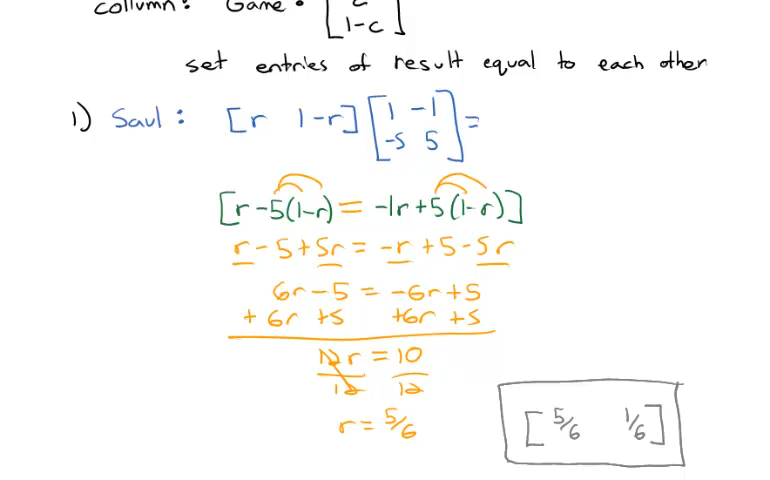 collumn: Game • [c
1-c]
set entries of result equal to each other
1) Saul: [r 1-r] [1 -1
-5 5] =
[r - 5(1-r) = -1r + 5(1-r)]
r - 5 + 5r = -r + 5 - 5r
6r - 5 = -6r + 5
+ 6r + 5 + 6r + 5
12r = 10
12 12
r = 5/6
[5/6 1/6]